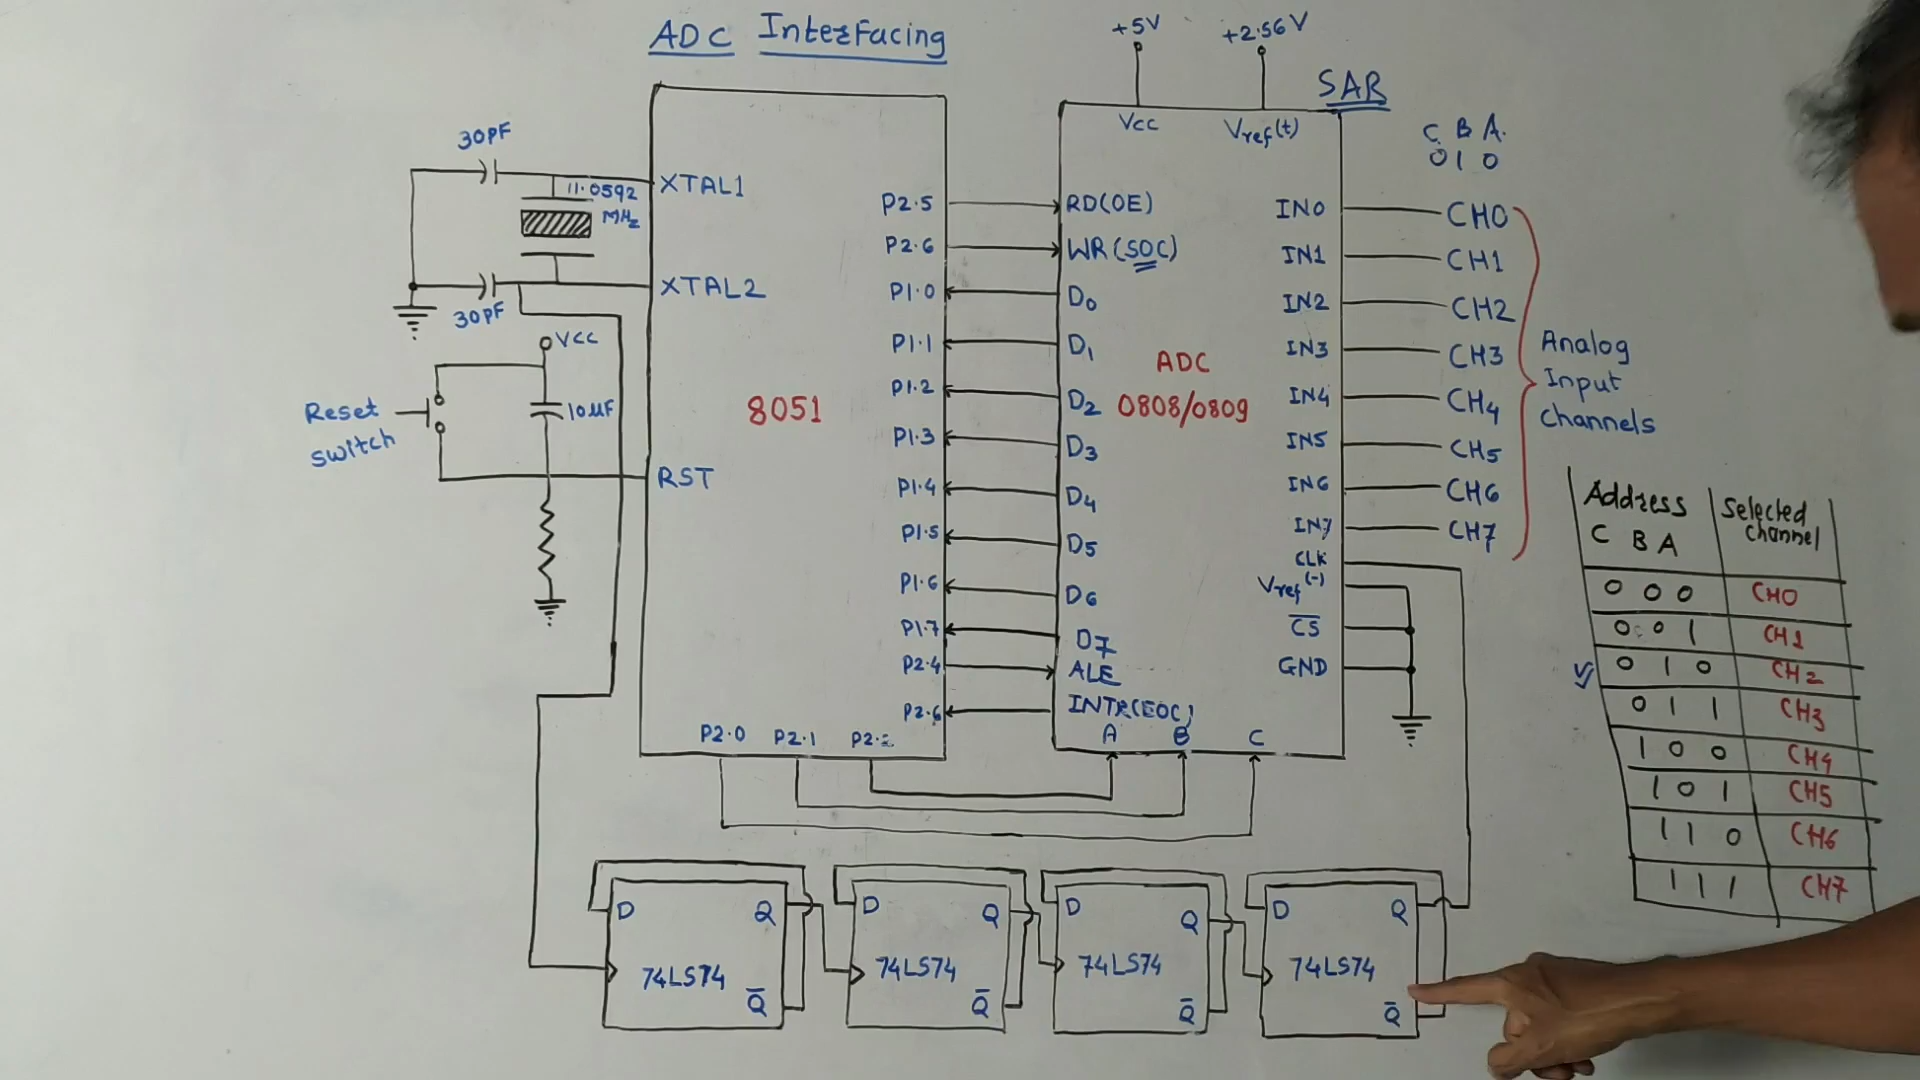 ADC Interfacing
+5V
+2.56V
SAR
Vcc
Vref(+)
C B A.
0 1 0
30PF
11.0592
MHz
XTAL1
XTAL2
30PF
VCC
10µF
Reset
switch
RST
8051
P2.5
P2.6
P1.0
P1.1
P1.2
P1.3
P1.4
P1.5
P1.6
P1.7
P2.4
P2.6
P2.0 P2.1
RD(OE)
WR(SOC)
D0
D1
D2
D3
D4
D5
D6
D7
ALE
INTR(EOC)
A B C
ADC
0808/0809
IN0
IN1
IN2
IN3
IN4
IN5
IN6
IN7
CLK
Vref(-)
CS
GND
CH0
CH1
CH2
CH3
CH4
CH5
CH6
CH7
Analog
Input
Channels
Address Selected
Channel
C B A
0 0 0 CH0
0 0 1 CH1
0 1 0 CH2
0 1 1 CH3
1 0 0 CH4
1 0 1 CH5
1 1 0 CH6
1 1 1 CH7
D Q
74LS74
Q̅
D Q
74LS74
Q̅
D Q
74LS74
Q̅
D Q
74LS74
Q̅